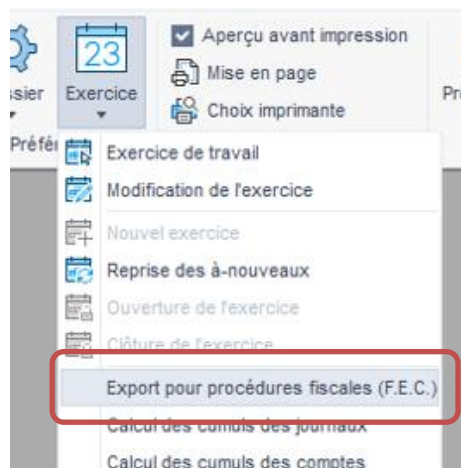 23
Aperçu avant impression
ssier
Exercice
Mise en page
Pr
Choix imprimante
Préfé
Exercice de travail
Modification de l'exercice
Nouvel exercice
Reprise des à-nouveaux
Ouverture de l'exercice
Clôture de l'exercice
Export pour procédures fiscales (F.E.C.)
Calcul des cumuls des journaux
Calcul des cumuls des comptes